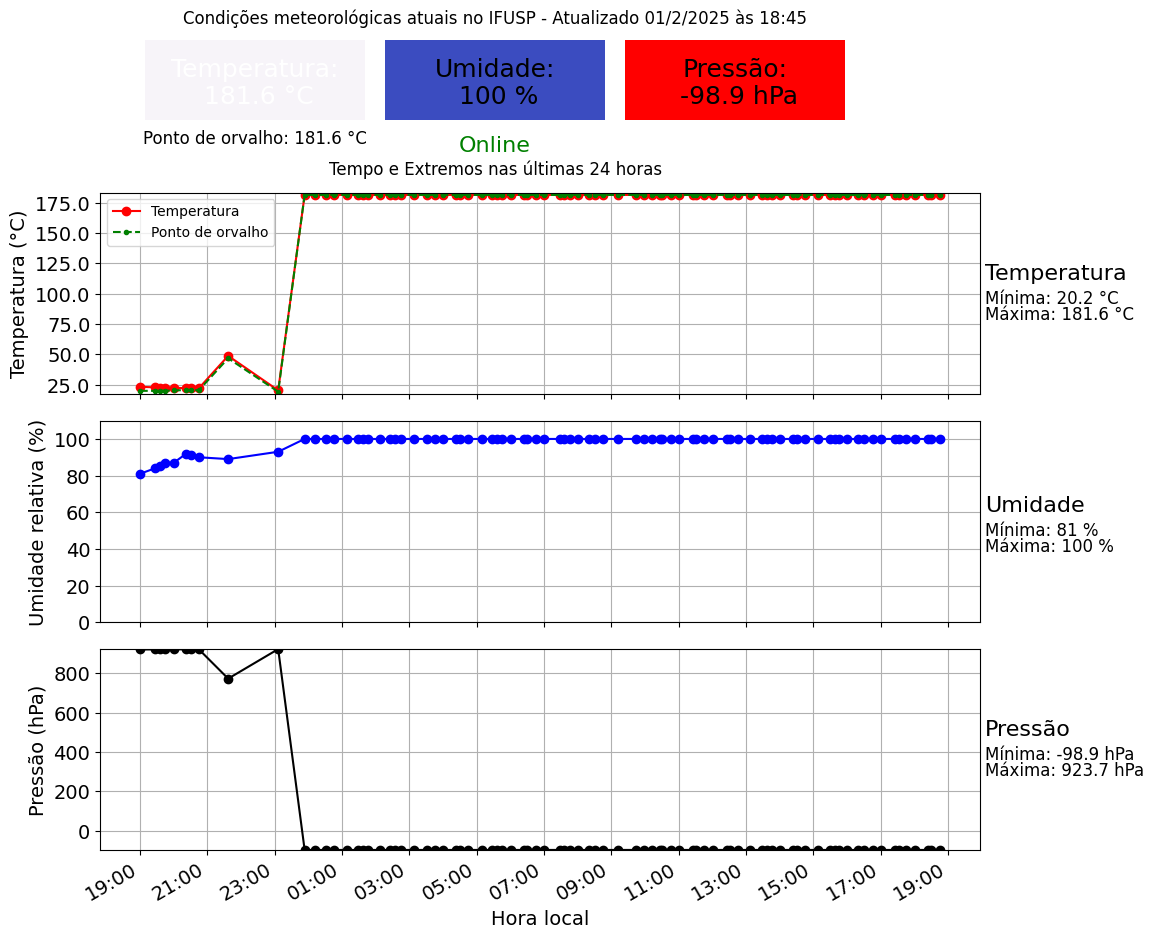 Condições meteorológicas atuais no IFUSP - Atualizado 01/2/2025 às 18:45
Temperatura:
181.6 °C
Umidade:
100 %
Pressão:
-98.9 hPa
Ponto de orvalho: 181.6 °C
Online
Tempo e Extremos nas últimas 24 horas
Temperatura (°C)
175.0
150.0
125.0
100.0
75.0
50.0
25.0
Temperatura
Ponto de orvalho
Temperatura
Mínima: 20.2 °C
Máxima: 181.6 °C
Umidade relativa (%)
100
80
60
40
20
0
Umidade
Mínima: 81 %
Máxima: 100 %
Pressão (hPa)
800
600
400
200
0
Pressão
Mínima: -98.9 hPa
Máxima: 923.7 hPa
19:00
21:00
23:00
01:00
03:00
05:00
07:00
09:00
11:00
13:00
15:00
17:00
19:00
Hora local